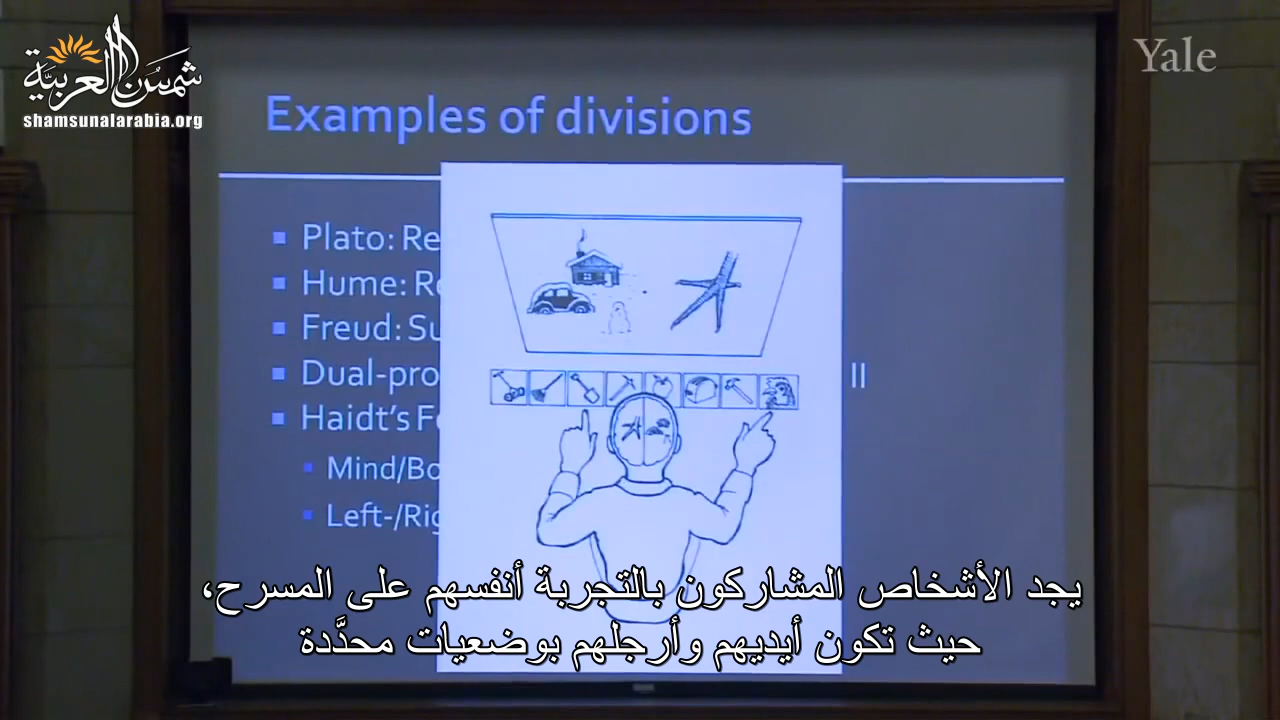 شمس العربية
shamsunalarabia.org
Yale
Examples of divisions
Plato: Re
Hume: Re
Freud: Su
Dual-pro
II
Haidt's F
Mind/Bo
Left-/Rig
يجد الأشخاص المشاركون بالتجربة أنفسهم على المسرح،
حيث تكون أيديهم وأرجلهم بوضعيات محدَّدة